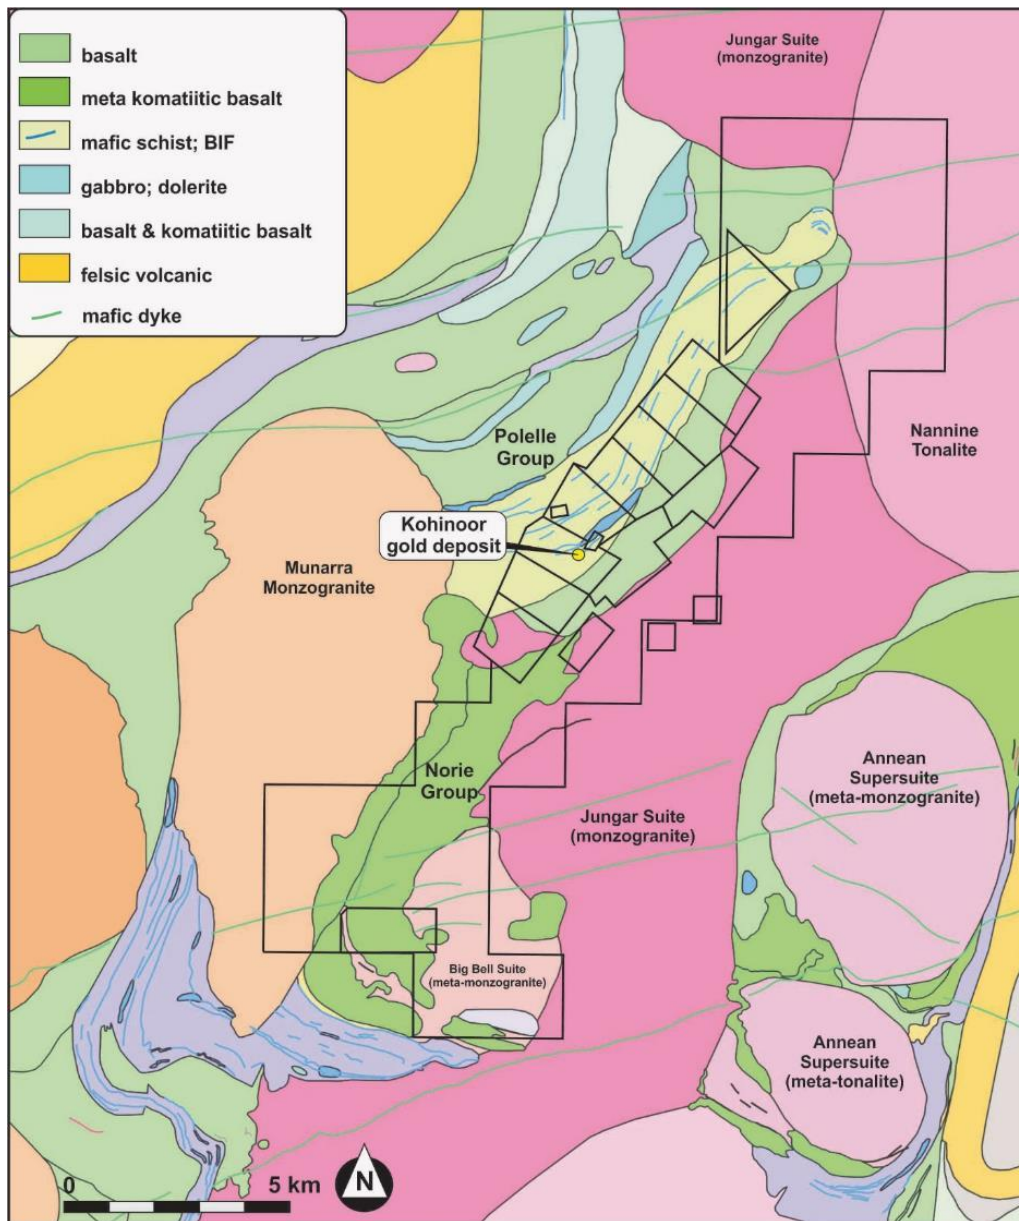 basalt
meta komatiitic basalt
mafic schist; BIF
gabbro; dolerite
basalt & komatiitic basalt
felsic volcanic
mafic dyke
Jungar Suite
(monzogranite)
Nannine
Tonalite
Polelle
Group
Kohinoor
gold deposit
Munarra
Monzogranite
Norie
Group
Jungar Suite
(monzogranite)
Annean
Supersuite
(meta-monzogranite)
Big Bell Suite
(meta-monzogranite)
Annean
Supersuite
(meta-tonalite)
0 5 km
N